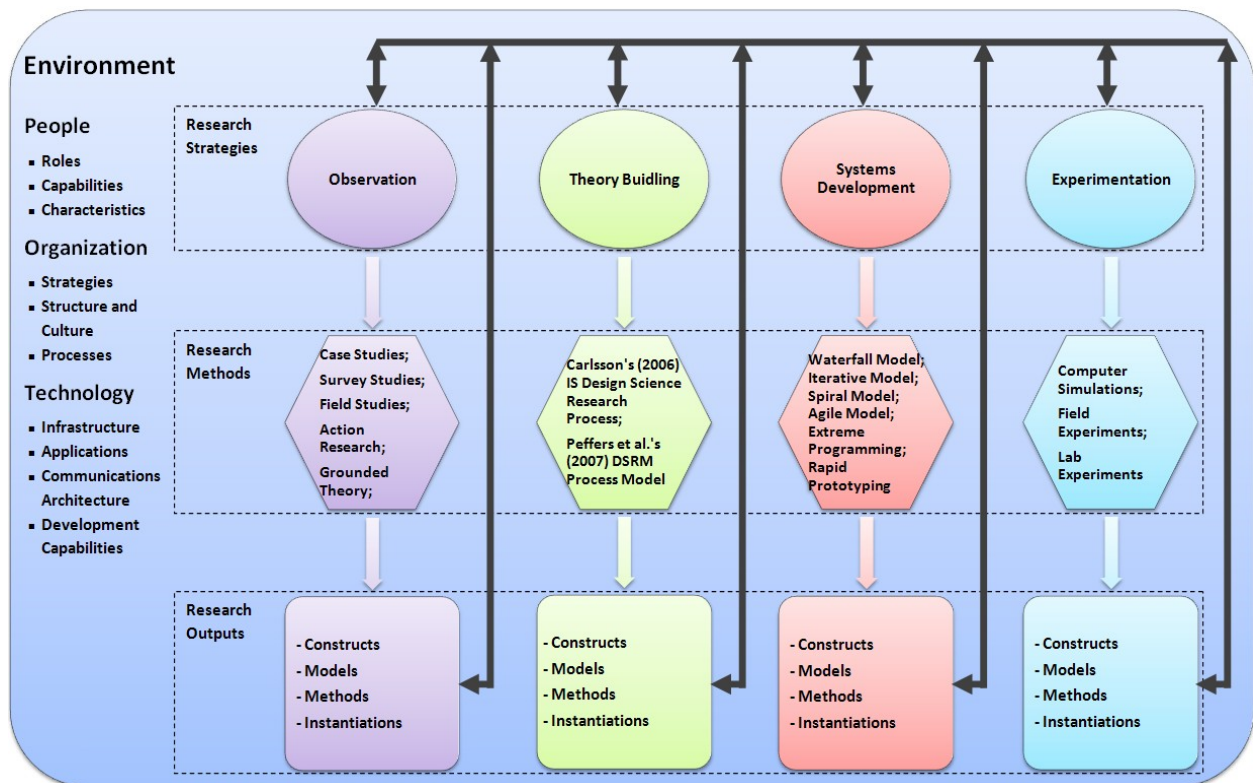 Environment
People
▪ Roles
▪ Capabilities
▪ Characteristics
Organization
▪ Strategies
▪ Structure and
Culture
▪ Processes
Technology
▪ Infrastructure
▪ Applications
▪ Communications
Architecture
▪ Development
Capabilities
Research
Strategies
Observation
Theory Buidling
Systems
Development
Experimentation
Research
Methods
Case Studies;
Survey Studies;
Field Studies;
Action
Research;
Grounded
Theory;
Carlsson's (2006)
IS Design Science
Research
Process;
Peffers et al.'s
(2007) DSRM
Process Model
Waterfall Model;
Iterative Model;
Spiral Model;
Agile Model;
Extreme
Programming;
Rapid
Prototyping
Computer
Simulations;
Field
Experiments;
Lab
Experiments
Research
Outputs
- Constructs
- Models
- Methods
- Instantiations
- Constructs
- Models
- Methods
- Instantiations
- Constructs
- Models
- Methods
- Instantiations
- Constructs
- Models
- Methods
- Instantiations